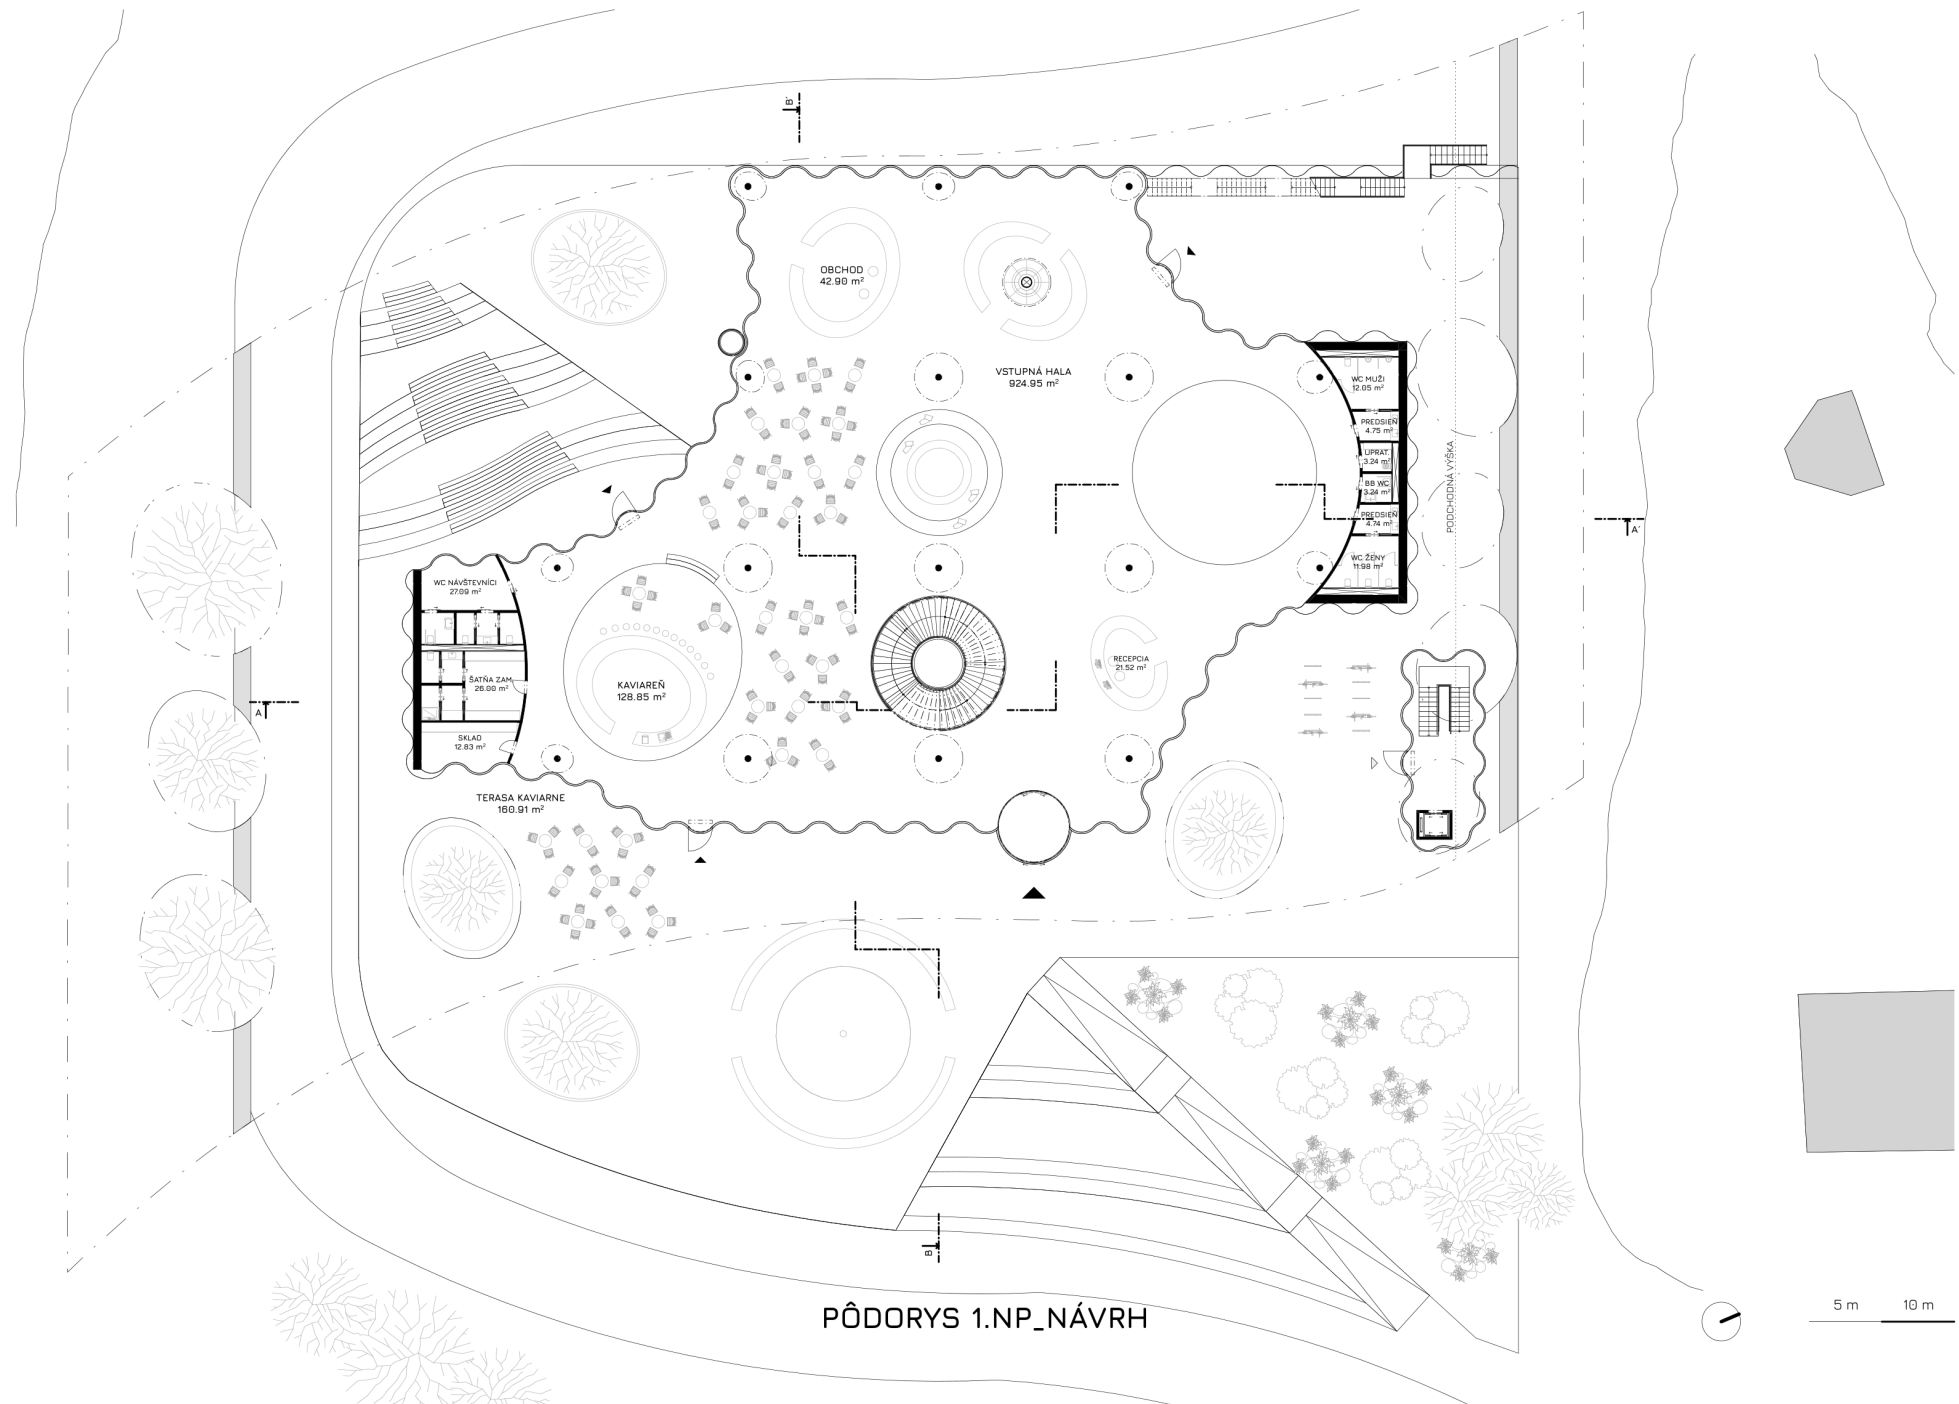 B´
OBCHOD
42.90 m²
VSTUPNÁ HALA
924.95 m²
WC MUŽI
12.05 m²
PREDSIEŇ
4.75 m²
UPRAT.
3.24 m²
BB WC
3.24 m²
PREDSIEŇ
4.74 m²
WC ŽENY
11.98 m²
PODCHODNÁ VÝŠKA
A´
WC NÁVŠTEVNÍCI
27.09 m²
ŠATŇA ZAM.
26.00 m²
SKLAD
12.83 m²
KAVIAREŇ
128.85 m²
RECEPCIA
21.52 m²
A
TERASA KAVIARNE
160.91 m²
B
PÔDORYS 1.NP_NÁVRH
5 m
10 m